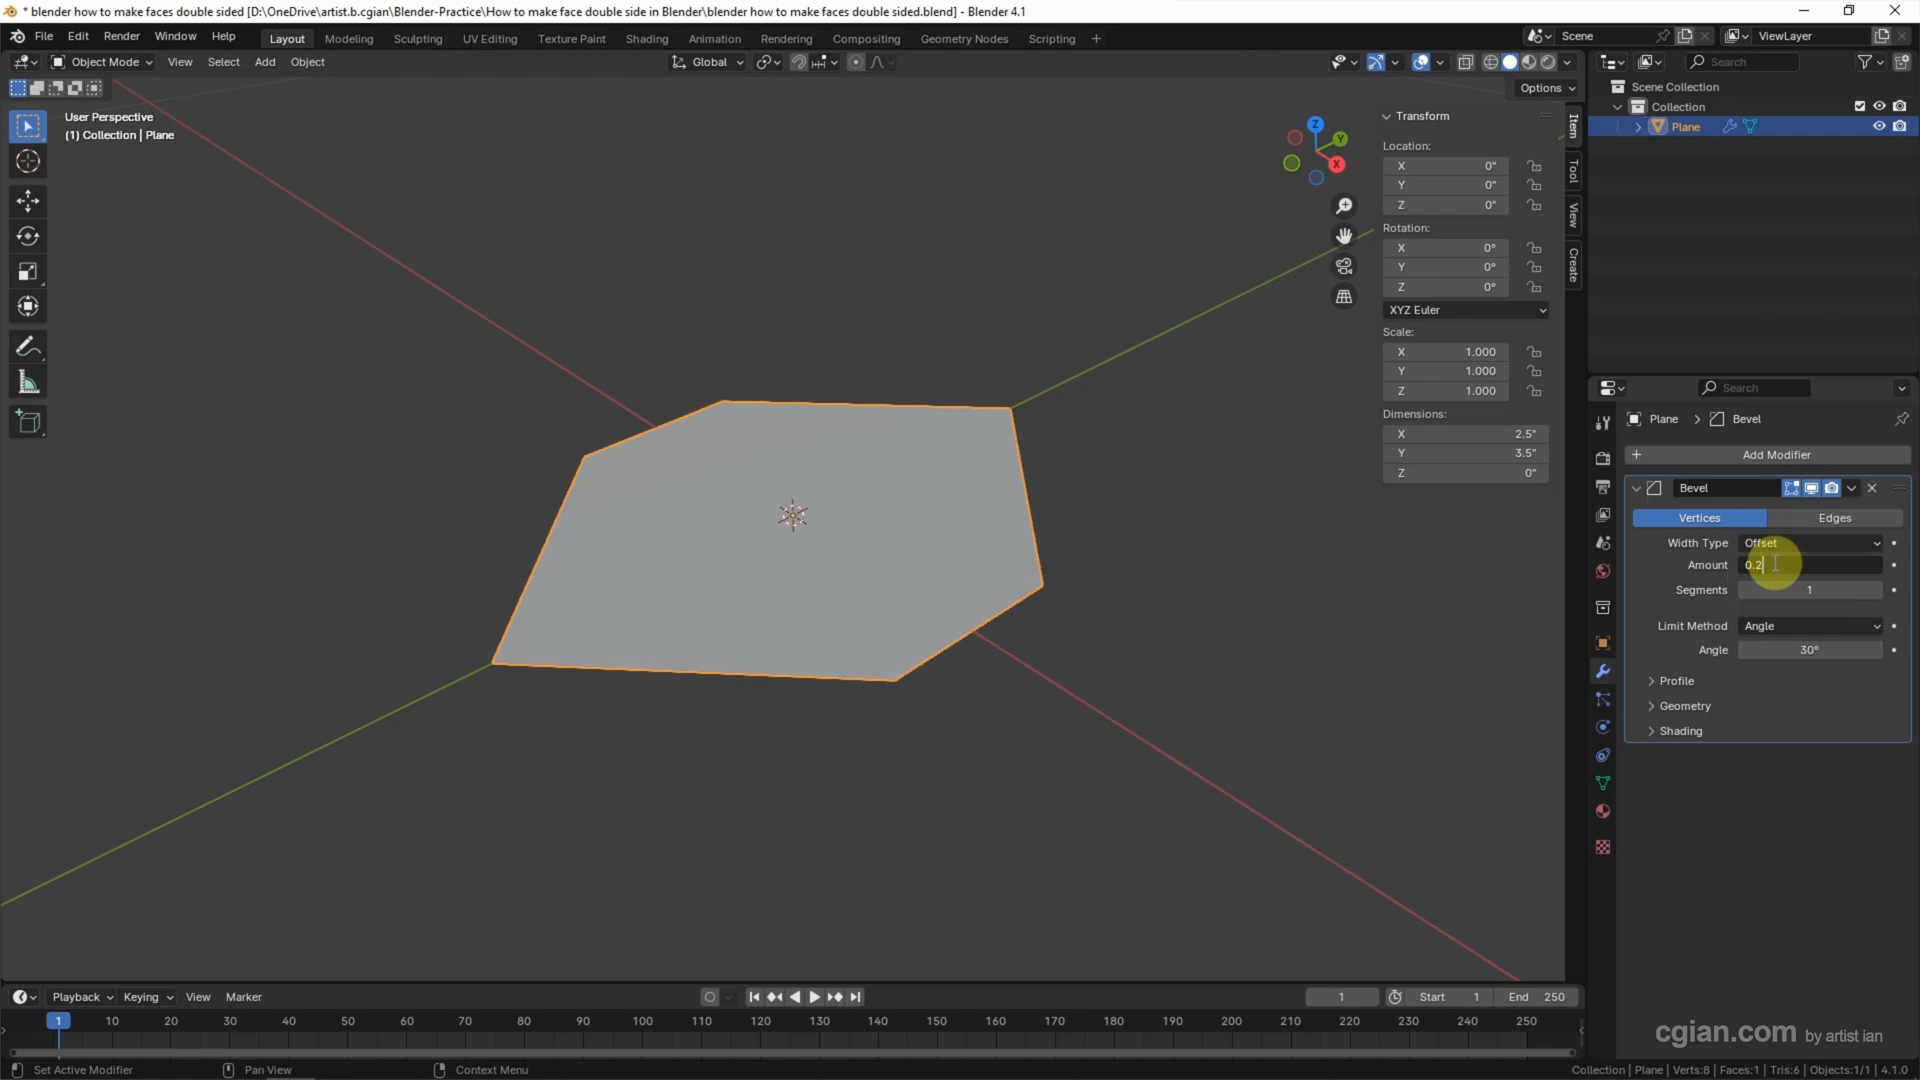 * blender how to make faces double sided [D:\OneDrive\artist.b.cgian\Blender-Practice\How to make face double side in Blender\blender how to make faces double sided.blend] - Blender 4.1
File Edit Render Window Help Layout Modeling Sculpting UV Editing Texture Paint Shading Animation Rendering Compositing Geometry Nodes Scripting + Scene ViewLayer
Object Mode View Select Add Object Global Search
Options
Scene Collection
Collection
Plane
User Perspective
(1) Collection | Plane
Z
Y
X
Transform
Location:
X 0"
Y 0"
Z 0"
Rotation:
X 0°
Y 0°
Z 0°
XYZ Euler
Scale:
X 1.000
Y 1.000
Z 1.000
Dimensions:
X 2.5"
Y 3.5"
Z 0"
Item
Tool
View
Create
Search
Plane > Bevel
+ Add Modifier
Bevel
Vertices Edges
Width Type Offset
Amount 0.2
Segments 1
Limit Method Angle
Angle 30°
Profile
Geometry
Shading
Playback Keying View Marker 1 Start 1 End 250
1 10 20 30 40 50 60 70 80 90 100 110 120 130 140 150 160 170 180 190 200 210 220 230 240 250
cgian.com by artist ian
Set Active Modifier Pan View Context Menu Collection | Plane | Verts:8 | Faces:1 | Tris:6 | Objects:1/1 | 4.1.0